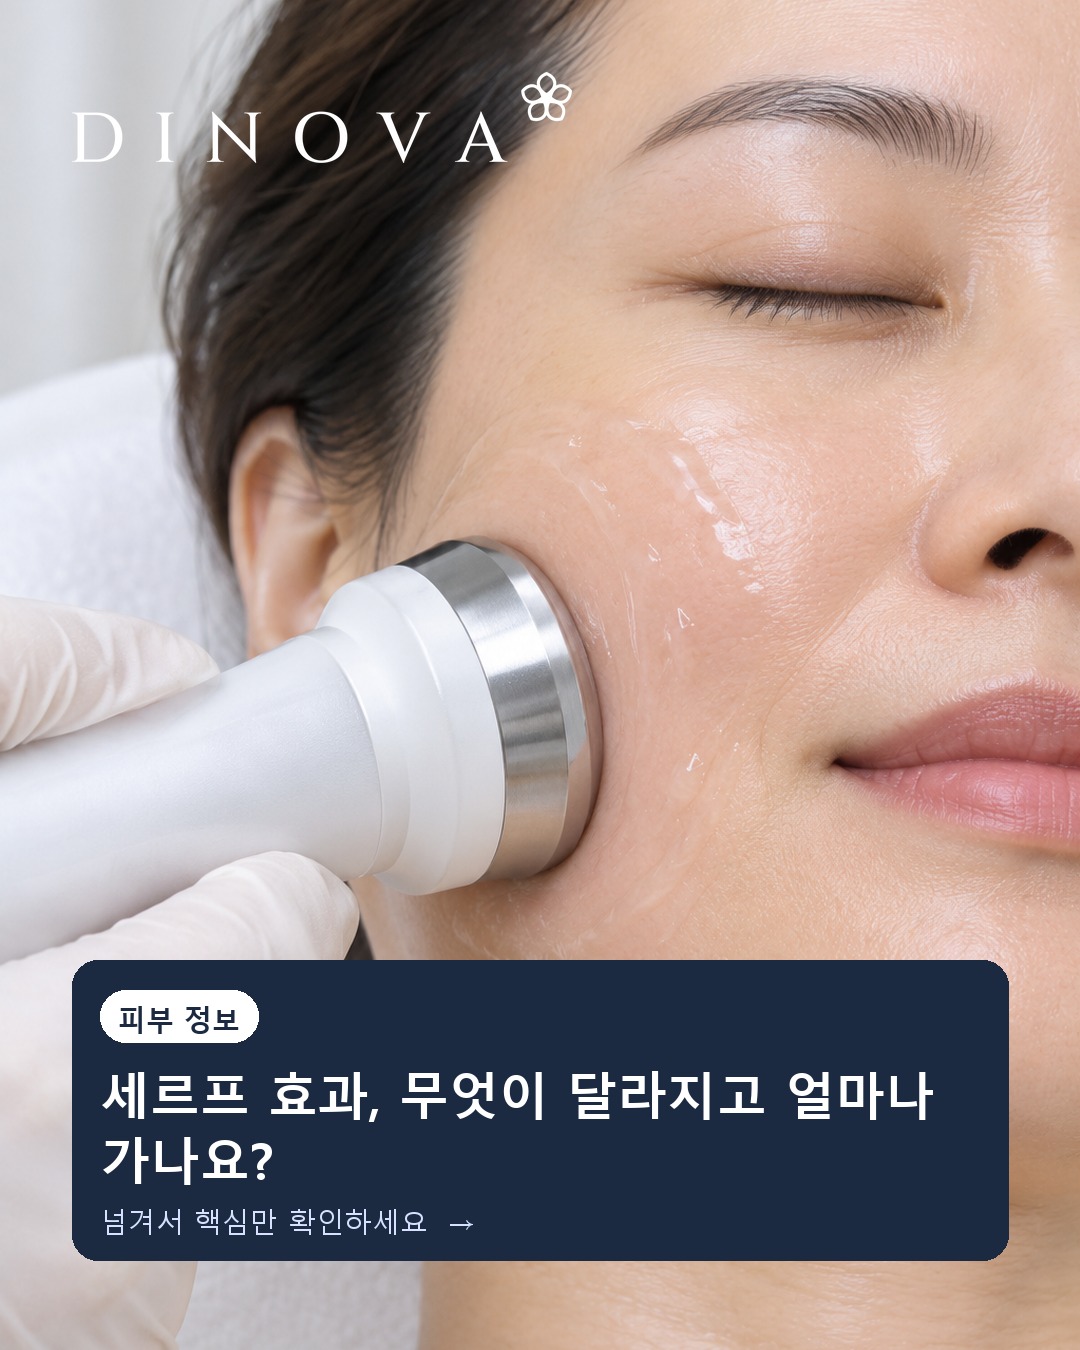 DINOVA
피부 정보
세르프 효과, 무엇이 달라지고 얼마나
가나요?
넘겨서 핵심만 확인하세요 →